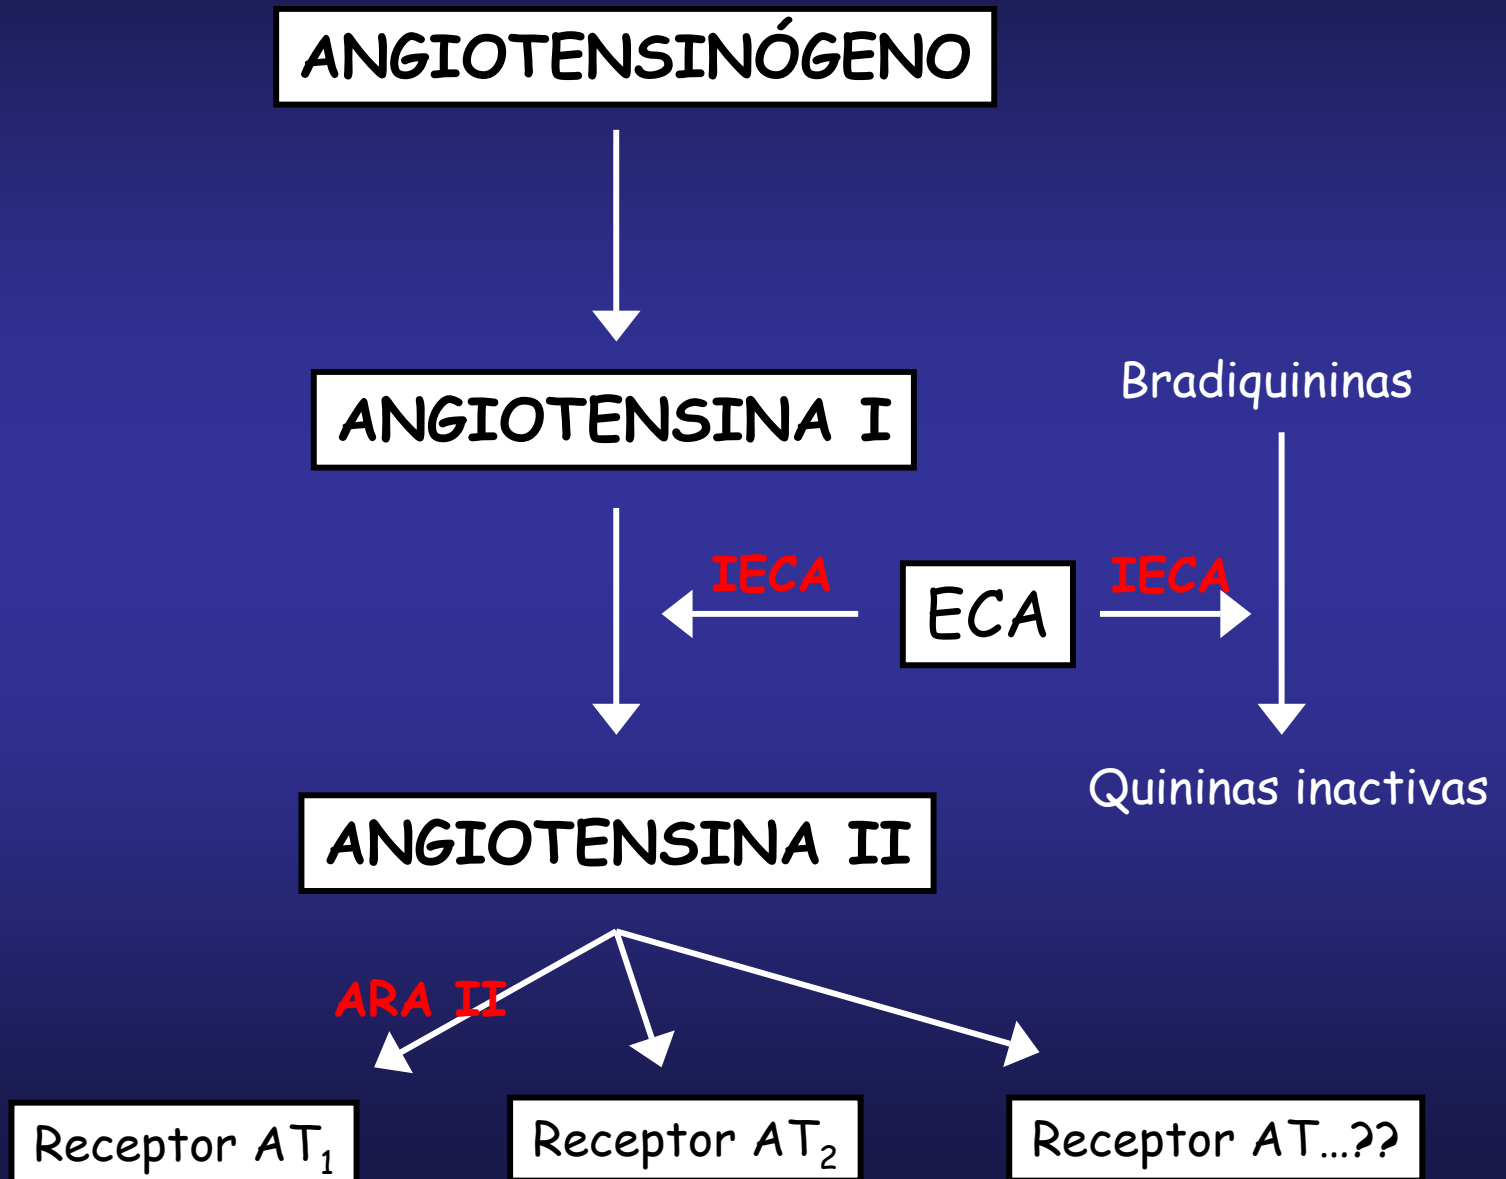 ANGIOTENSINÓGENO
ANGIOTENSINA I
Bradiquininas
IECA
ECA
IECA
Quininas inactivas
ANGIOTENSINA II
ARA II
Receptor AT₁
Receptor AT₂
Receptor AT...??